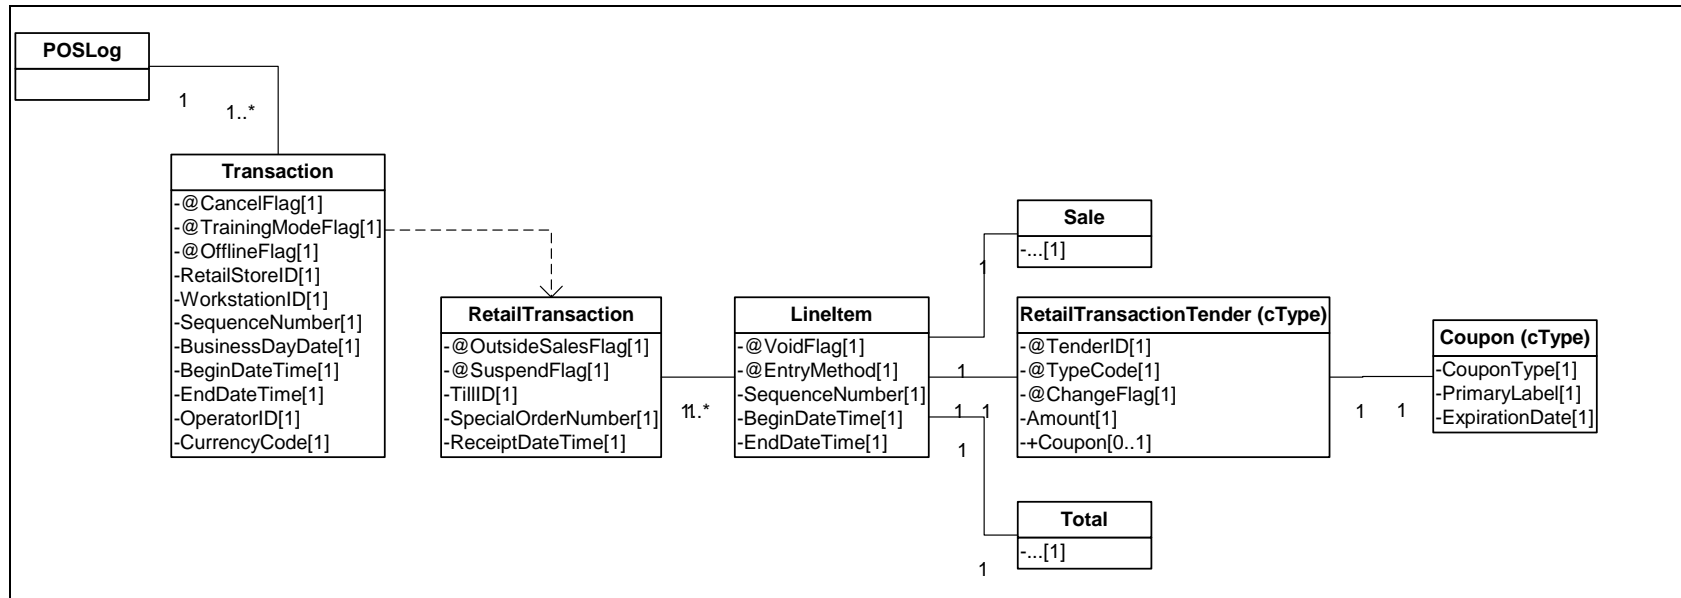 POSLog
1
1..*
Transaction
-@CancelFlag[1]
-@TrainingModeFlag[1]
-@OfflineFlag[1]
-RetailStoreID[1]
-WorkstationID[1]
-SequenceNumber[1]
-BusinessDayDate[1]
-BeginDateTime[1]
-EndDateTime[1]
-OperatorID[1]
-CurrencyCode[1]
RetailTransaction
-@OutsideSalesFlag[1]
-@SuspendFlag[1]
-TillID[1]
-SpecialOrderNumber[1]
-ReceiptDateTime[1]
1
1..*
LineItem
-@VoidFlag[1]
-@EntryMethod[1]
-SequenceNumber[1]
-BeginDateTime[1]
-EndDateTime[1]
1
1
1
1
1
1
Sale
-...[1]
RetailTransactionTender (cType)
-@TenderID[1]
-@TypeCode[1]
-@ChangeFlag[1]
-Amount[1]
-+Coupon[0..1]
1
1
Coupon (cType)
-CouponType[1]
-PrimaryLabel[1]
-ExpirationDate[1]
Total
-...[1]